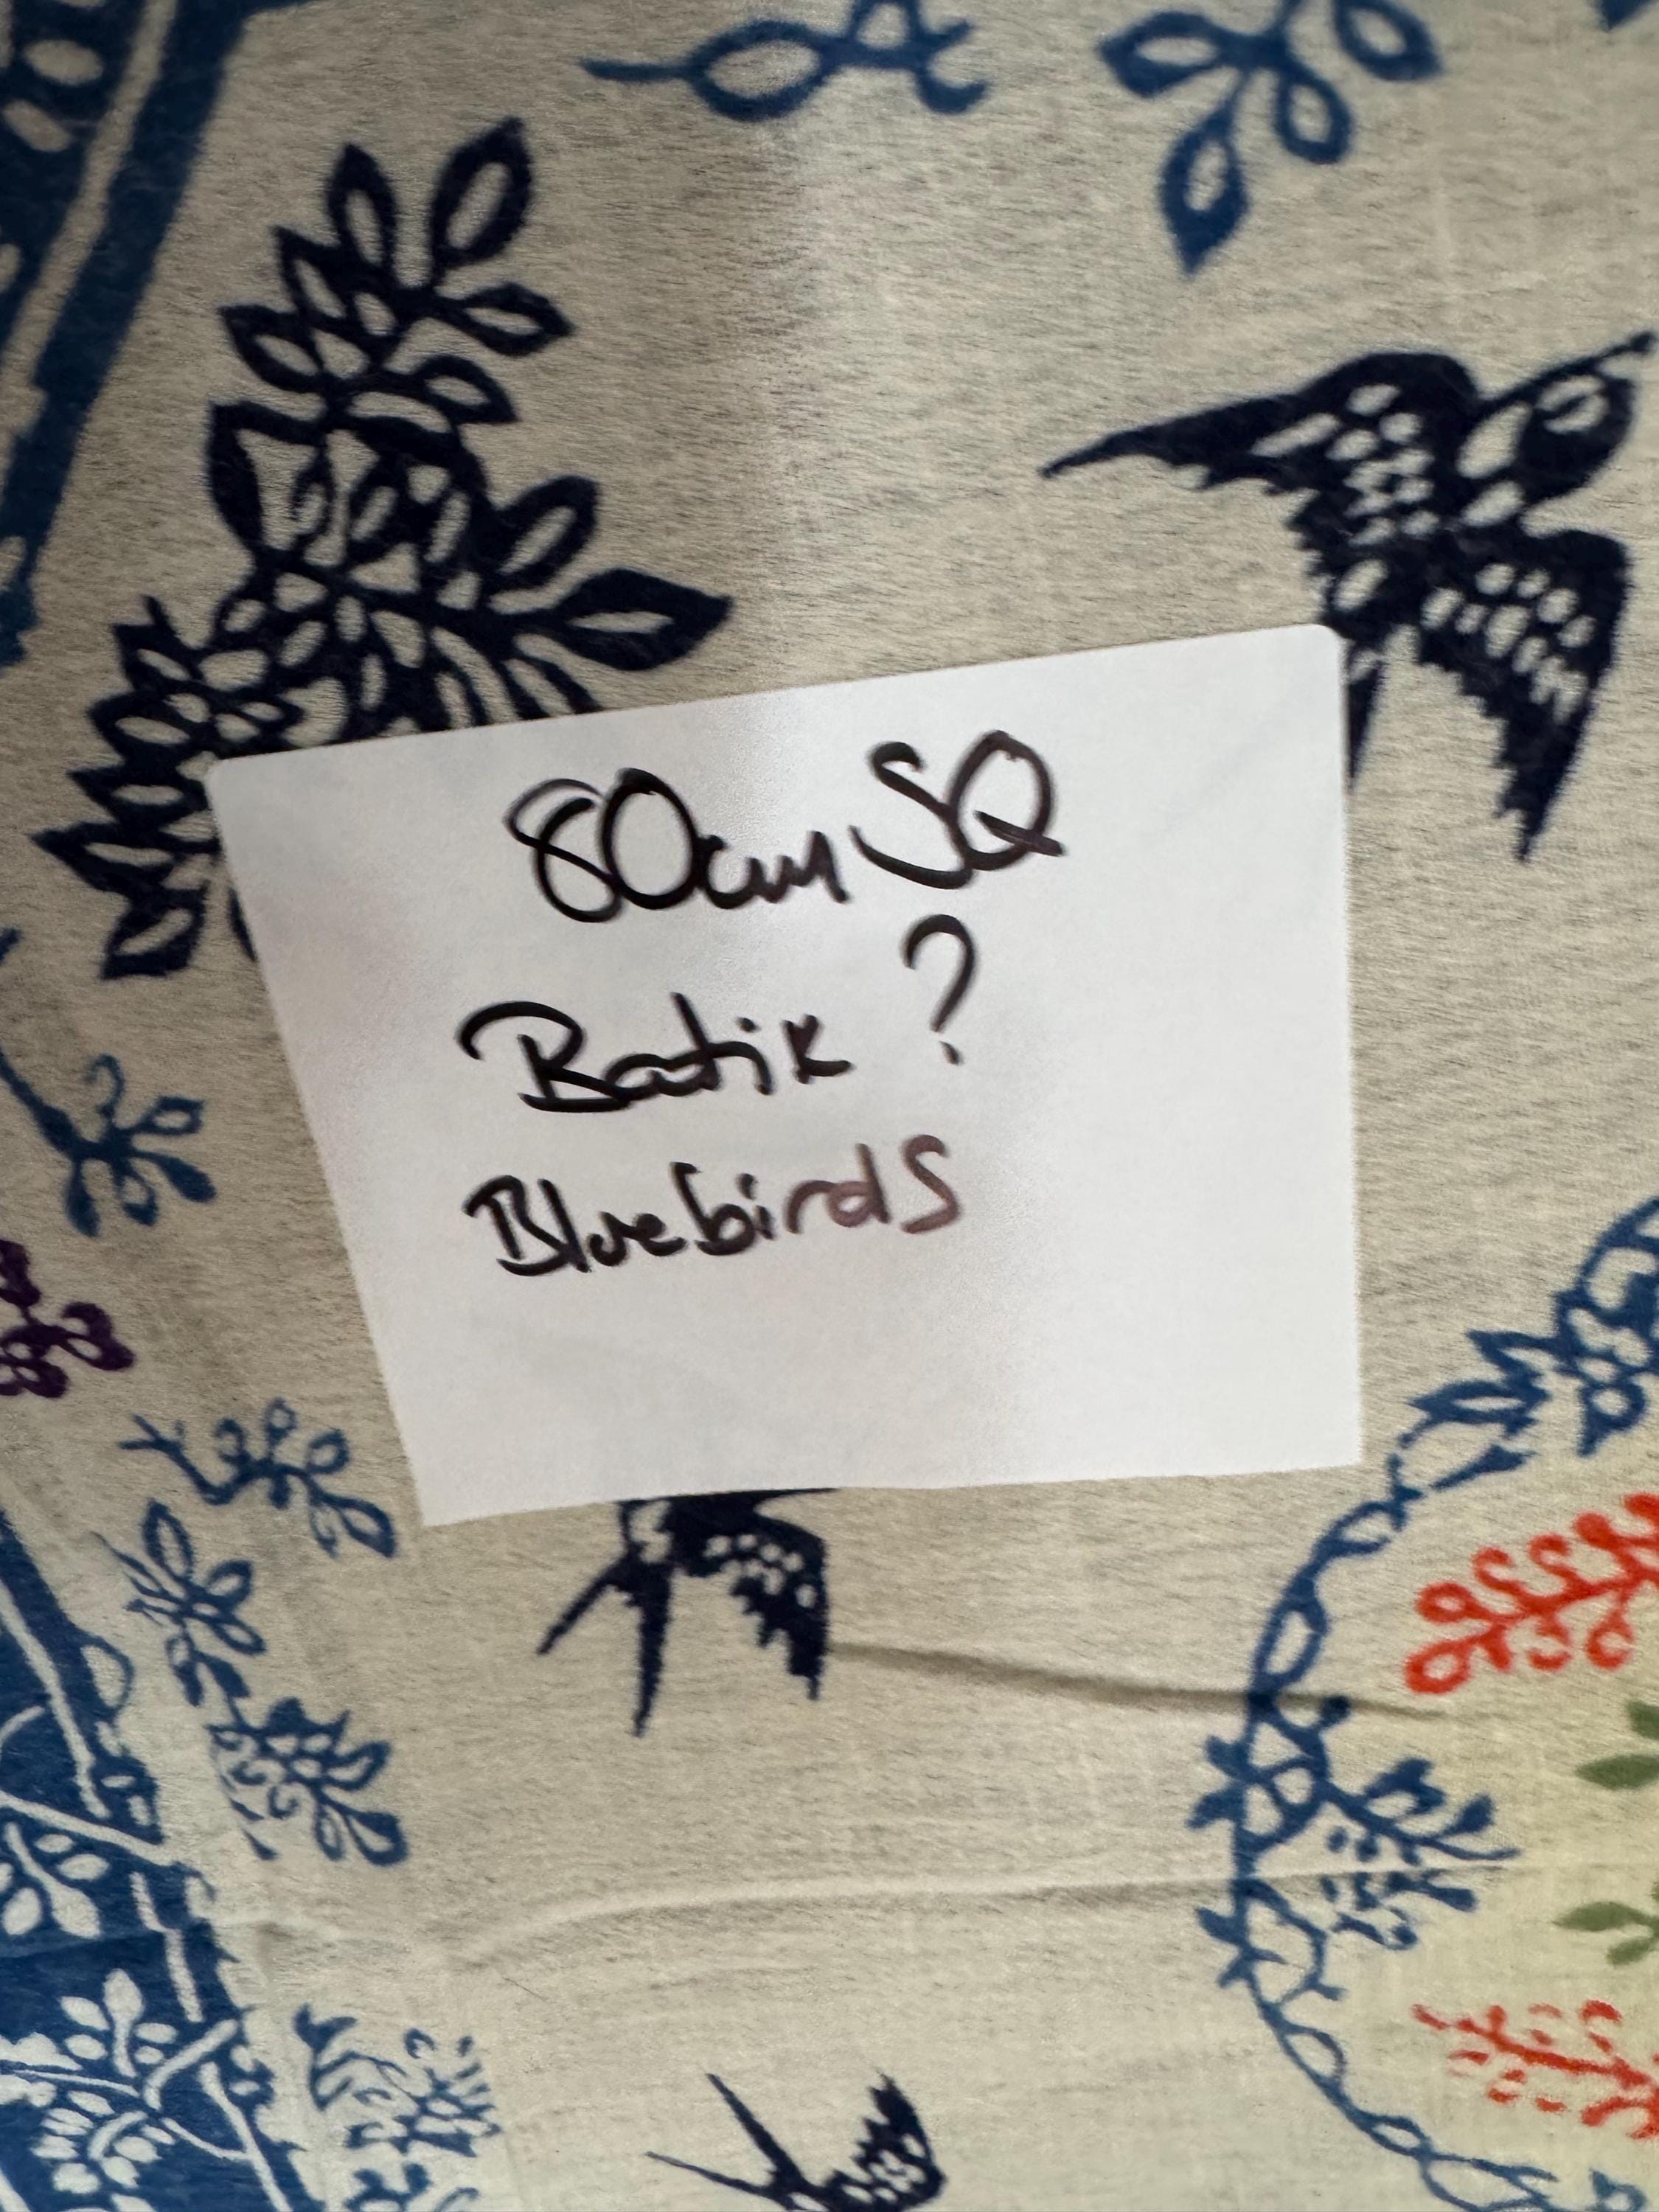 80cm SQ
Batik ?
Bluebirds